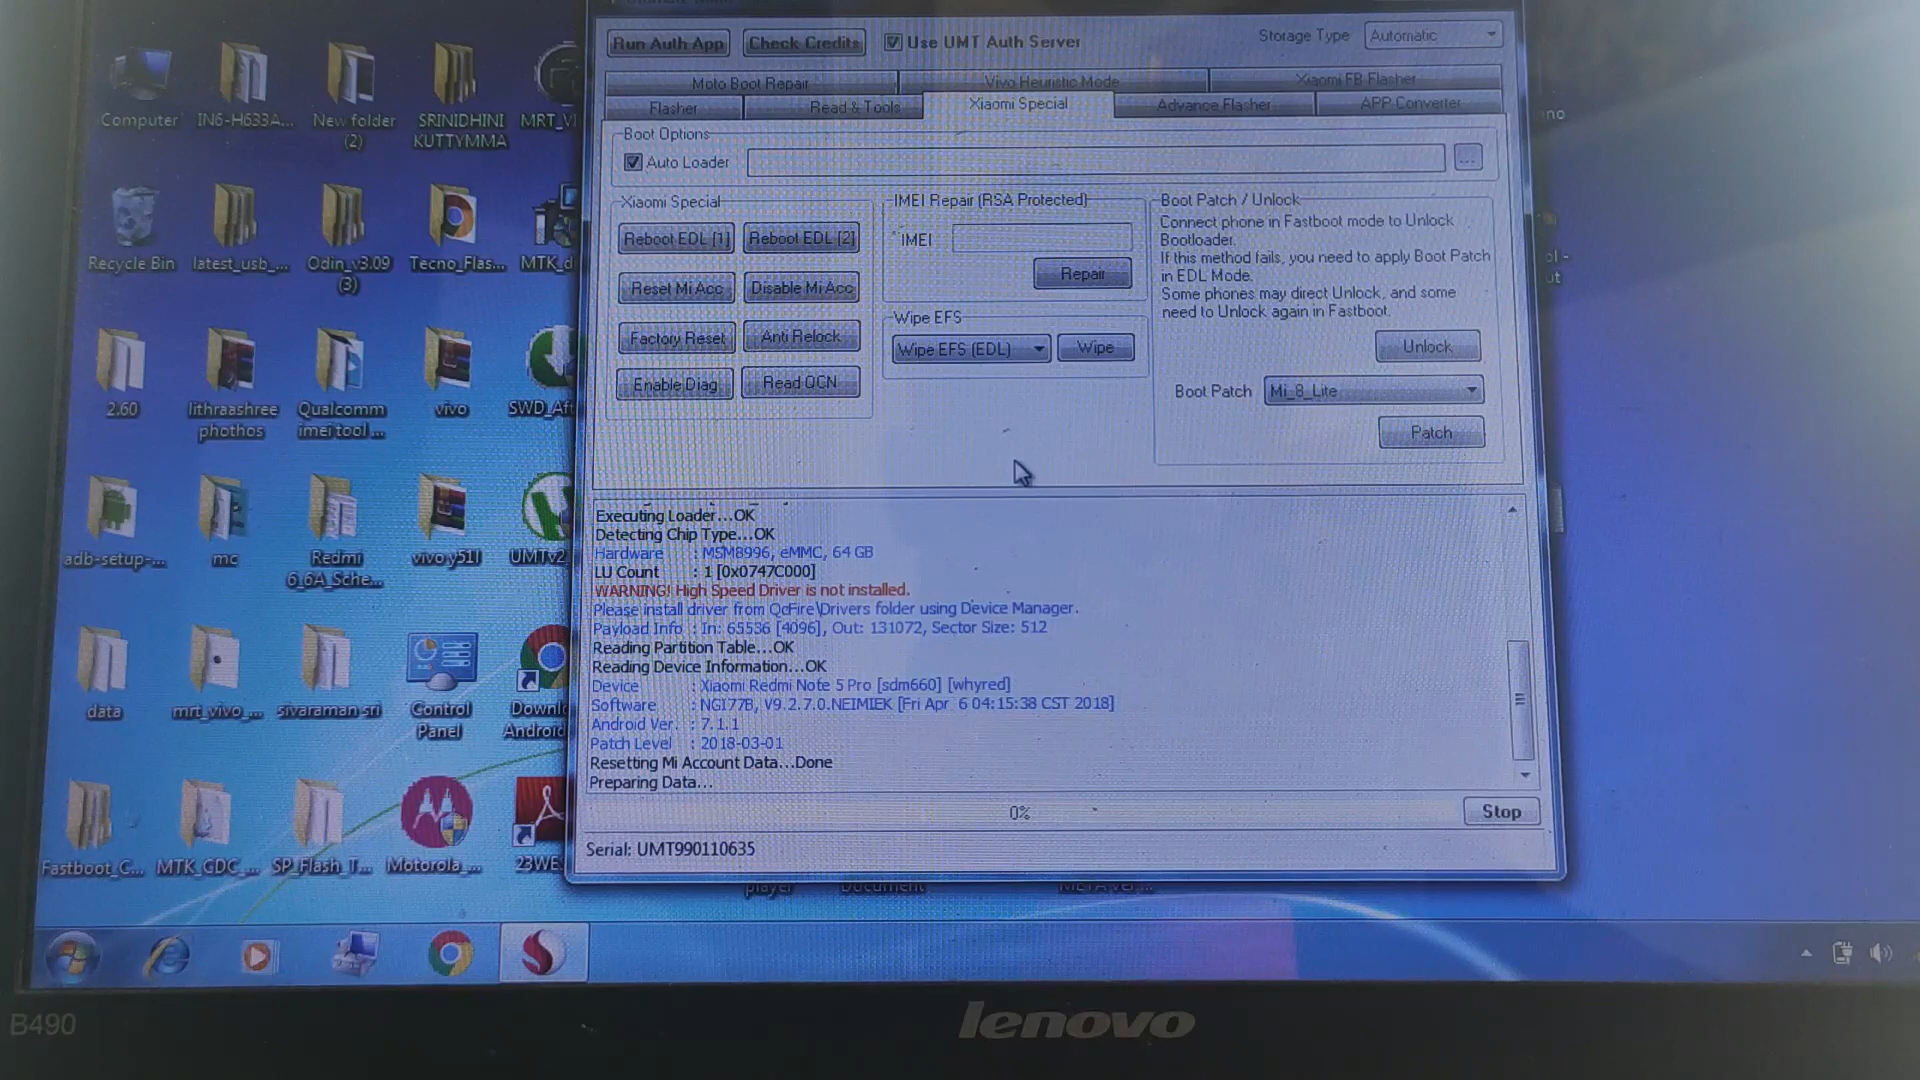 Run Auth App
Check Credits
Use UMT Auth Server
Storage Type
Automatic
Moto Boot Repair
Vivo Heuristic Mode
Xiaomi FB Flasher
Flasher
Read & Tools
Xiaomi Special
Advance Flasher
APP Converter
Boot Options
Auto Loader
...
Xiaomi Special
Reboot EDL [1]
Reboot EDL [2]
Reset Mi Acc
Disable Mi Acc
Factory Reset
Anti Relock
Enable Diag
Read QCN
IMEI Repair (RSA Protected)
IMEI
Repair
Wipe EFS
Wipe EFS (EDL)
Wipe
Boot Patch / Unlock
Connect phone in Fastboot mode to Unlock
Bootloader.
If this method fails, you need to apply Boot Patch
in EDL Mode.
Some phones may direct Unlock, and some
need to Unlock again in Fastboot.
Unlock
Boot Patch
Mi_8_Lite
Patch
Executing Loader...OK
Detecting Chip Type...OK
Hardware : MSM8996, eMMC, 64 GB
LU Count : 1 [0x0747C000]
WARNING! High Speed Driver is not installed.
Please install driver from QcFire\Drivers folder using Device Manager.
Payload Info : In: 65536 [4096], Out: 131072, Sector Size: 512
Reading Partition Table...OK
Reading Device Information...OK
Device : Xiaomi Redmi Note 5 Pro [sdm660] [whyred]
Software : NGI77B, V9.2.7.0.NEIMIEK [Fri Apr 6 04:15:38 CST 2018]
Android Ver. : 7.1.1
Patch Level : 2018-03-01
Resetting Mi Account Data...Done
Preparing Data...
0%
Stop
Serial: UMT990110635
Computer
IN6-H633A...
New folder
(2)
SRINIDHINI
KUTTYMMA
Recycle Bin
latest_usb_...
Odin_v3.09
(3)
Tecno_Flas...
2.60
lithraashree
phothos
Qualcomm
imei tool ...
vivo
adb-setup-...
mc
Redmi
6_6A_Sche...
vivo y51l
UMTv2
data
mrt_vivo_...
sivaraman sri
Control
Panel
Android
Fastboot_C...
MTK_CDC_...
SP_Flash_T...
Motorola_...
player
Document
B490
lenovo